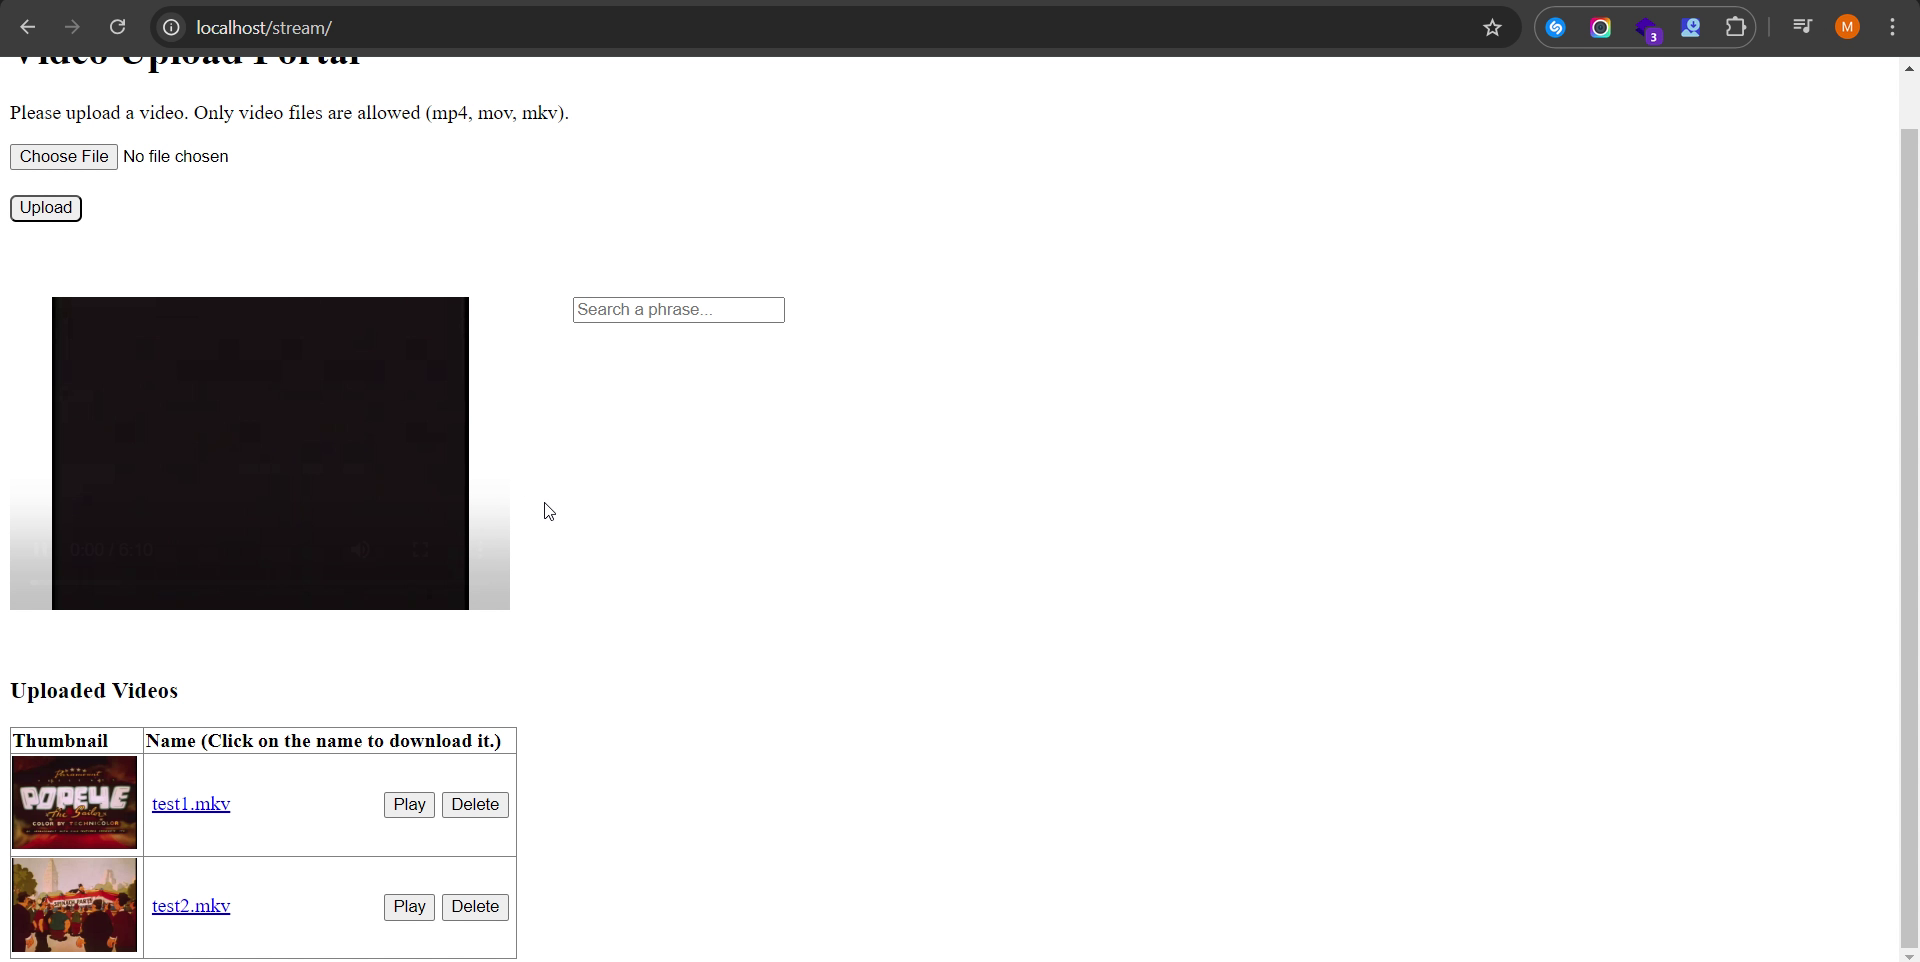 localhost/stream/
3
M
Video Upload Portal
Please upload a video. Only video files are allowed (mp4, mov, mkv).
Choose File No file chosen
Upload
Search a phrase...
0:00 / 6:10
Uploaded Videos
Thumbnail Name (Click on the name to download it.)
Paramount
POPEYE
The Sailor
COLOR BY TECHNICOLOR
test1.mkv Play Delete
test2.mkv Play Delete